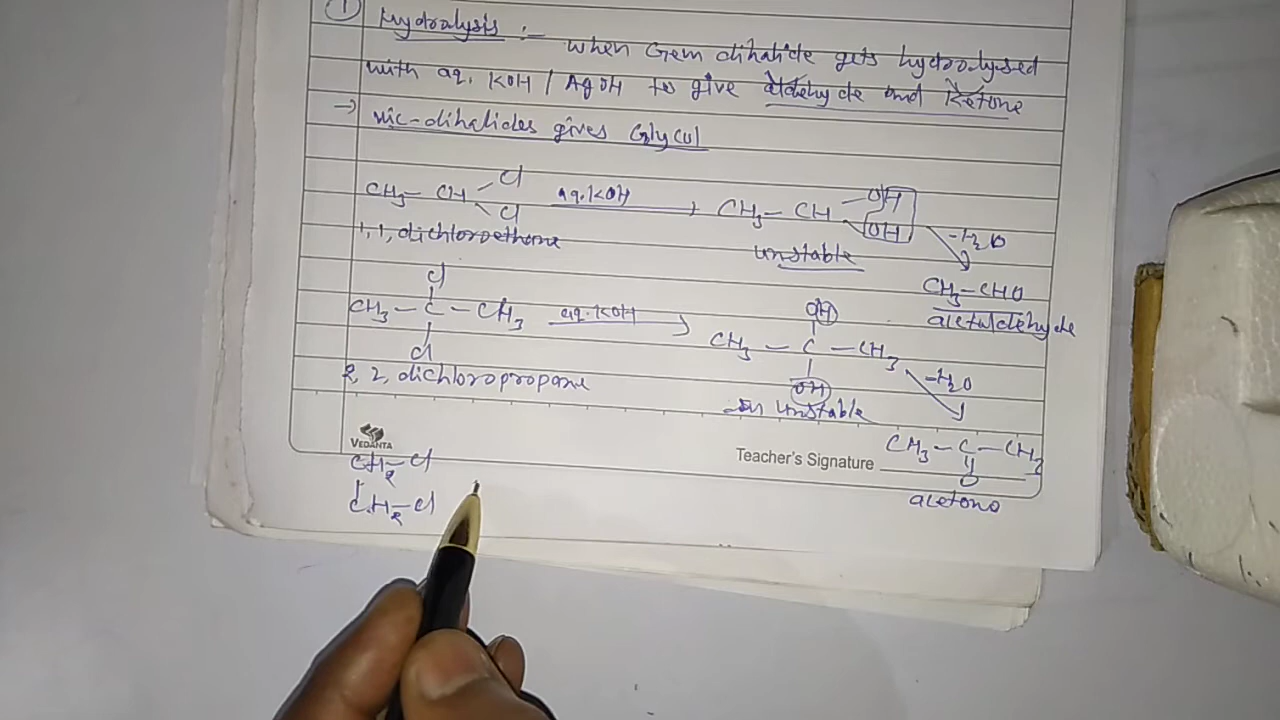 ① Hydrolysis :- when Gem dihalide gets hydrolysed
with aq. KOH / AgOH to give aldehyde and Ketone
→ vic-dihalides gives Glycol
CH3 - CH Cl Cl aq. KOH → CH3 - CH OH OH -H2O
1, 1, dichloroethane unstable
CH3 - CHO
acetaldehyde
Cl OH
CH3 - C - CH3 aq. KOH → CH3 - C - CH3 -H2O
Cl OH
2, 2, dichloropropane unstable
VEDANTA
Teacher's Signature
CH3 - C - CH3
O
acetone
CH2 - Cl
CH2 - Cl